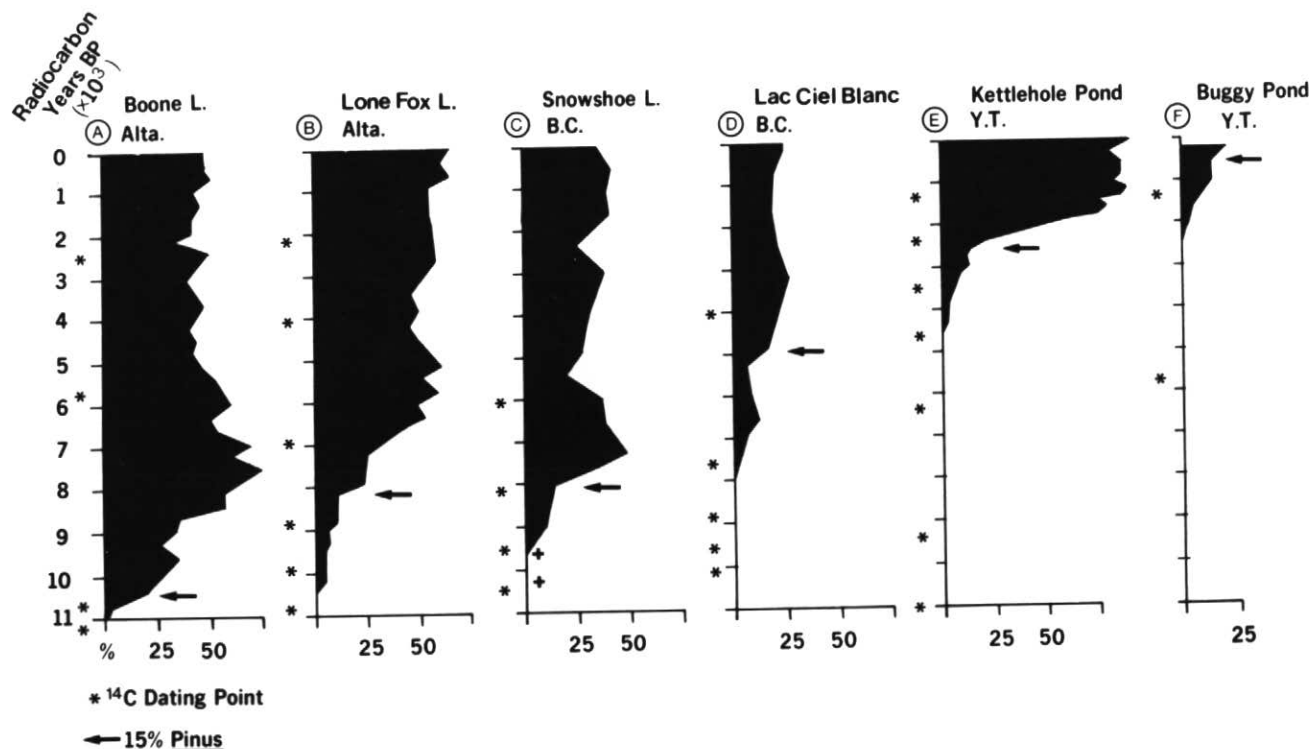 Radiocarbon
Years BP
(×10³)
Ⓐ Boone L.
Alta.
Ⓑ Lone Fox L.
Alta.
Ⓒ Snowshoe L.
B.C.
Ⓓ Lac Ciel Blanc
B.C.
Ⓔ Kettlehole Pond
Y.T.
Ⓕ Buggy Pond
Y.T.
0
1
2
3
4
5
6
7
8
9
10
11
% 25 50
25 50
25 50
25 50
25 50
25
* ¹⁴C Dating Point
← 15% Pinus